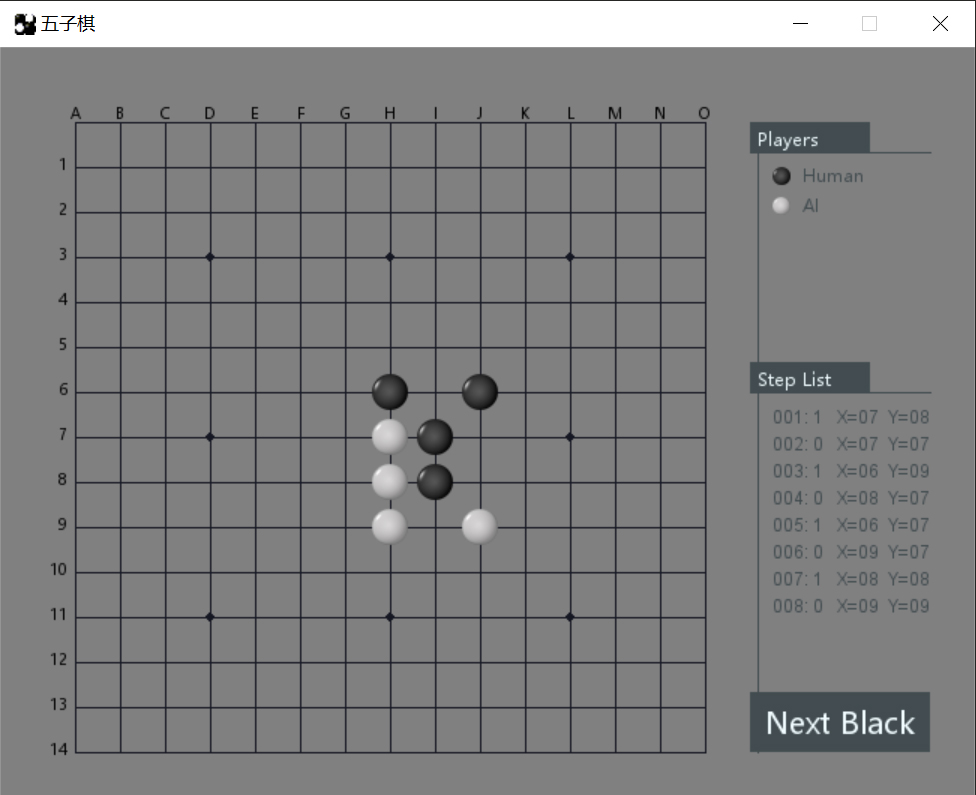 五子棋
A B C D E F G H I J K L M N O
1
2
3
4
5
6
7
8
9
10
11
12
13
14
Players
Human
AI
Step List
001: 1 X=07 Y=08
002: 0 X=07 Y=07
003: 1 X=06 Y=09
004: 0 X=08 Y=07
005: 1 X=06 Y=07
006: 0 X=09 Y=07
007: 1 X=08 Y=08
008: 0 X=09 Y=09
Next Black